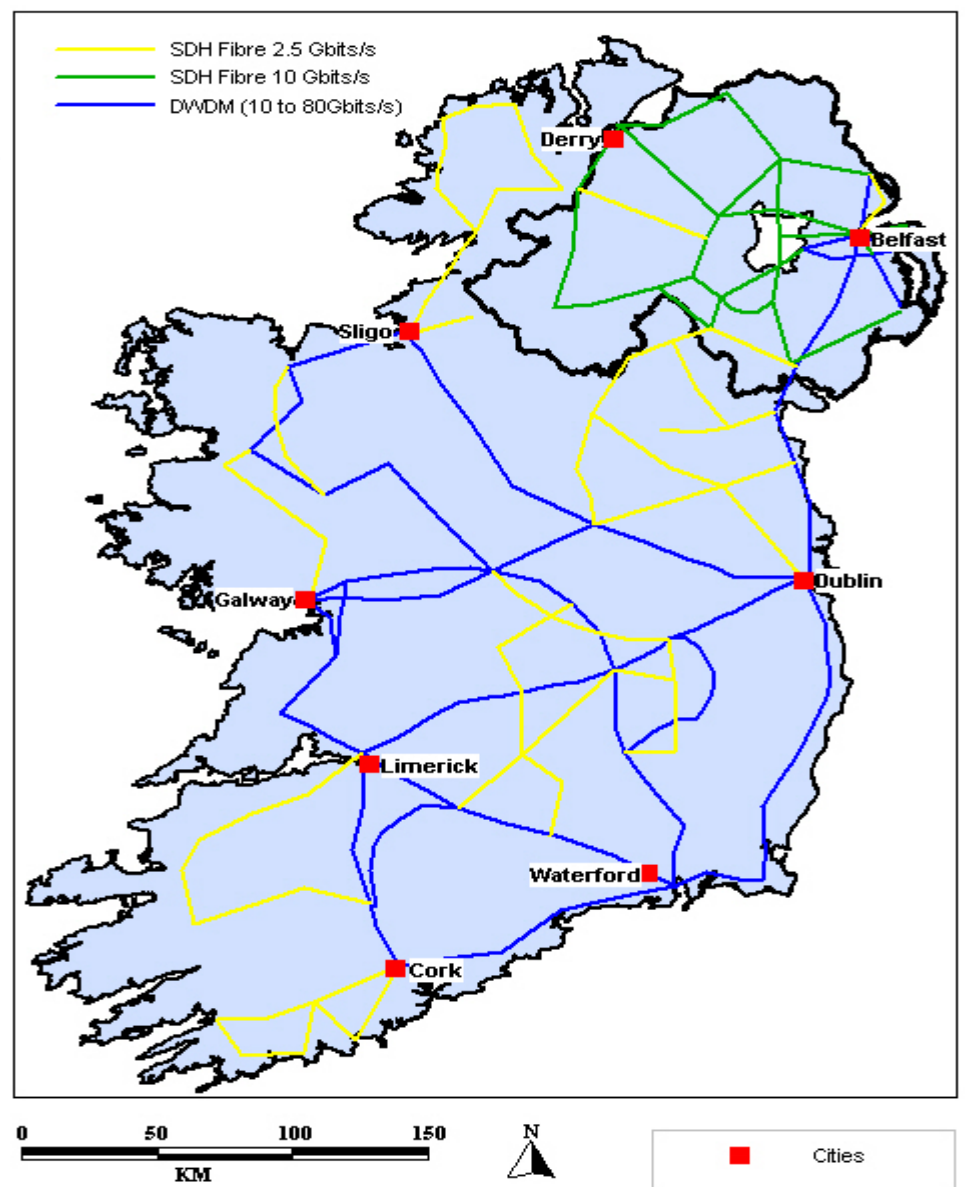 SDH Fibre 2.5 Gbits/s
SDH Fibre 10 Gbits/s
DWDM (10 to 80Gbits/s)
Derry
Belfast
Sligo
Dublin
Galway
Limerick
Waterford
Cork
0 50 100 150
KM
N
Cities